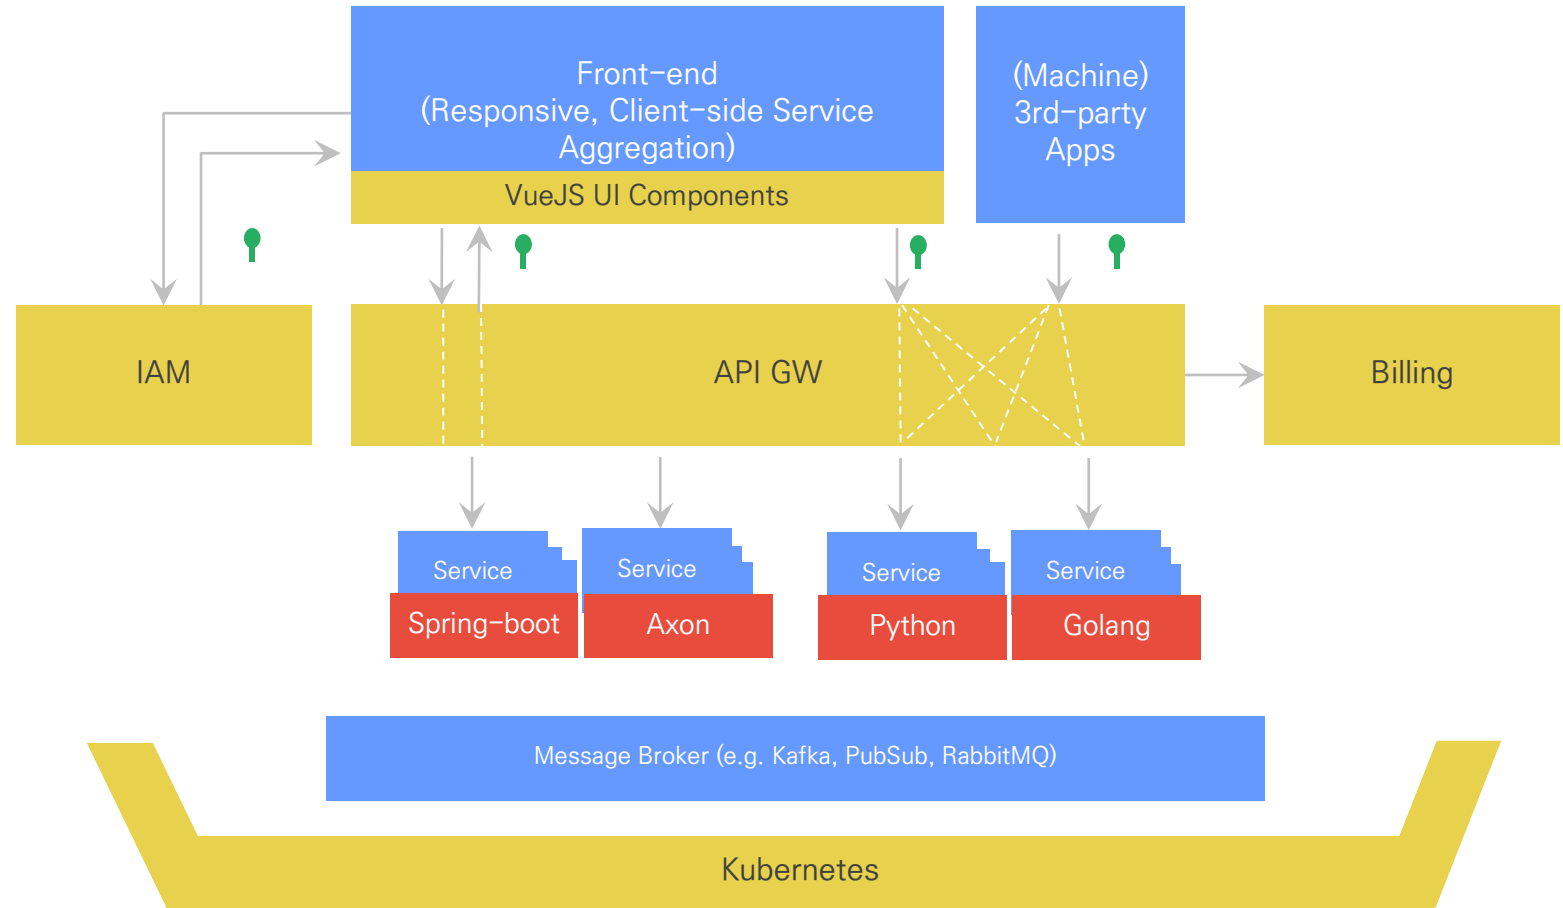 Front-end
(Responsive, Client-side Service
Aggregation)
(Machine)
3rd-party
Apps
VueJS UI Components
IAM
API GW
Billing
Service
Service
Service
Service
Spring-boot
Axon
Python
Golang
Message Broker (e.g. Kafka, PubSub, RabbitMQ)
Kubernetes